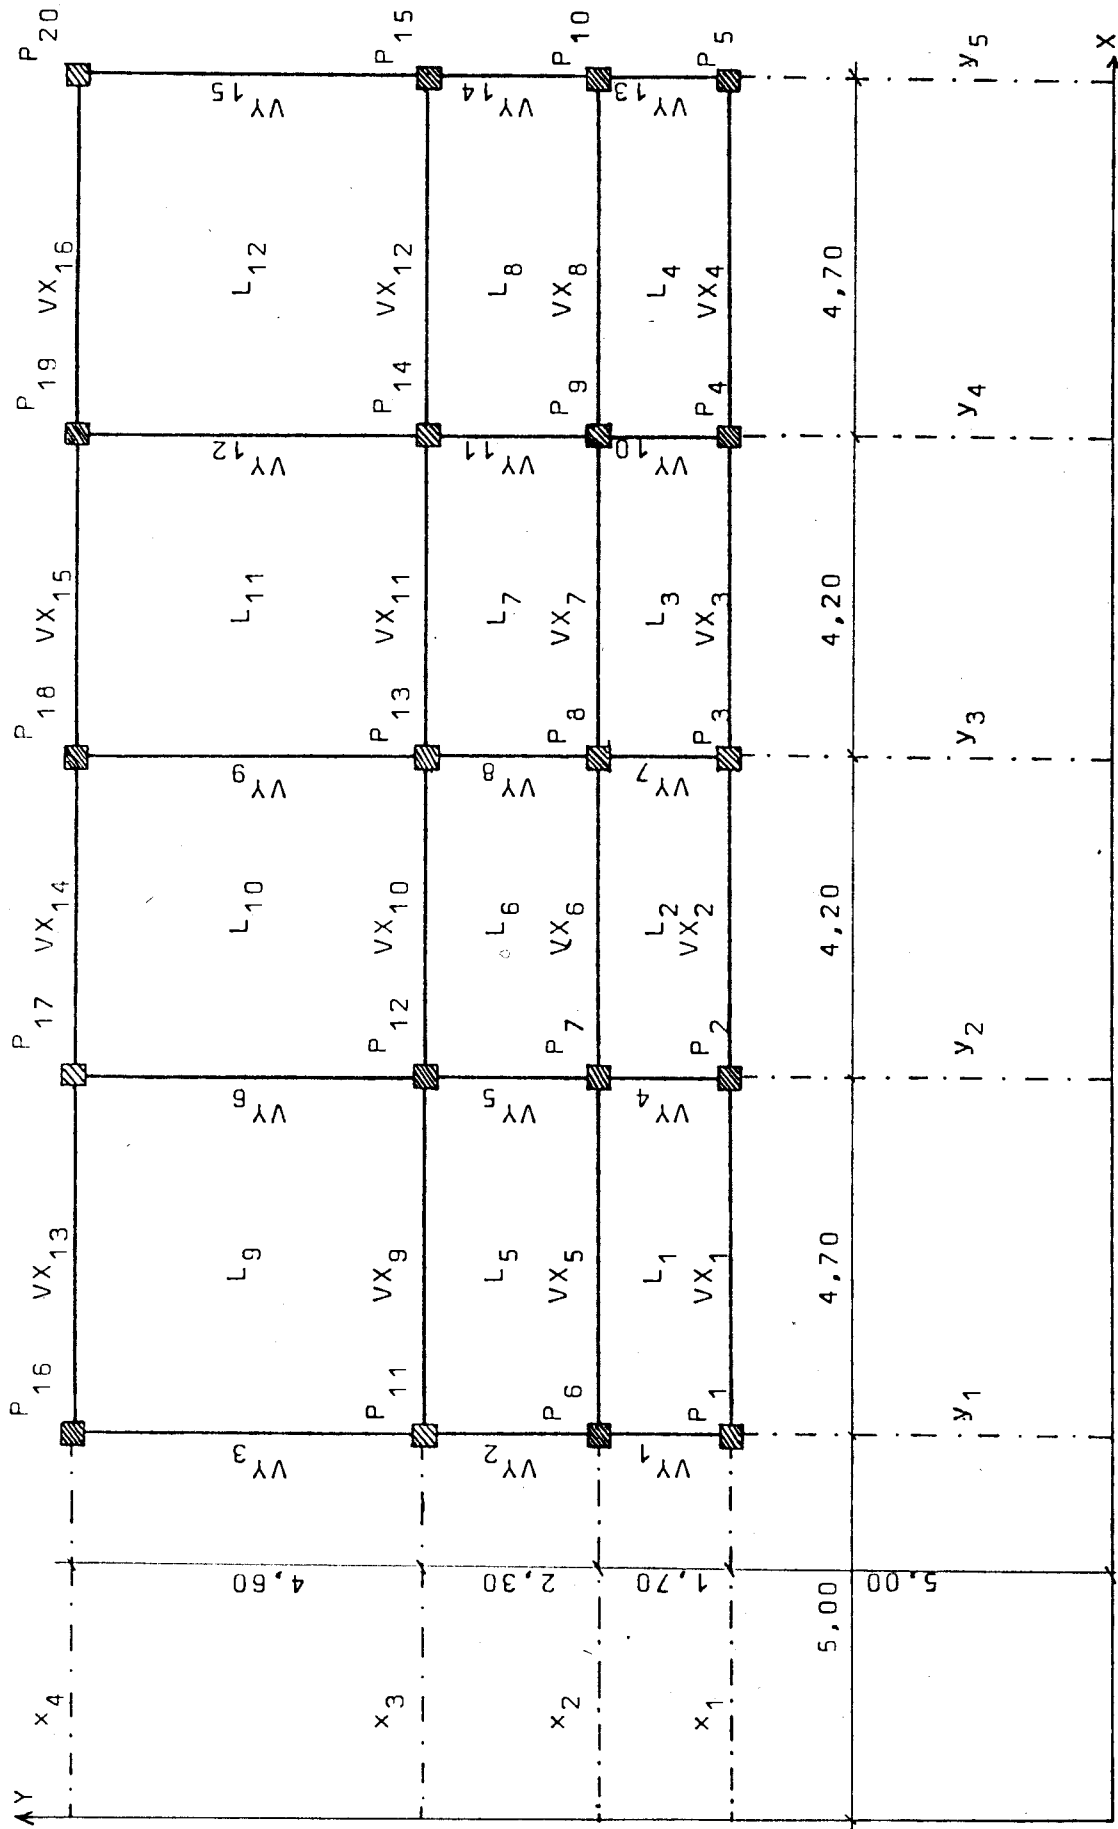 Y
P16 VX13 P17 VX14 P18 VX15 P19 VX16 P20
x4
VY3 L9 VY6 L10 VY9 L11 VY12 L12 VY15
4,60
P11 VX9 P12 VX10 P13 VX11 P14 VX12 P15
x3
VY2 L5 VY5 L6 VY8 L7 VY11 L8 VY14
2,30
P6 VX5 P7 VX6 P8 VX7 P9 VX8 P10
x2
VY1 L1 VY4 L2 VY7 L3 VY10 L4 VY13
1,70
P1 VX1 P2 VX2 P3 VX3 P4 VX4 P5
x1
5,00 4,70 4,20 4,20 4,70
5,00
y1 y2 y3 y4 y5
X